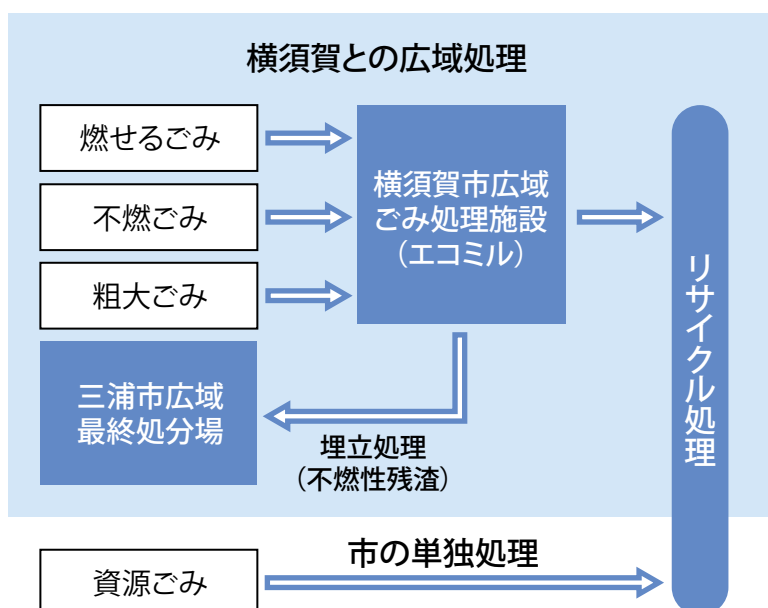 横須賀との広域処理
燃せるごみ
不燃ごみ
粗大ごみ
横須賀市広域
ごみ処理施設
（エコミル）
リサイクル処理
三浦市広域
最終処分場
埋立処理
（不燃性残渣）
市の単独処理
資源ごみ